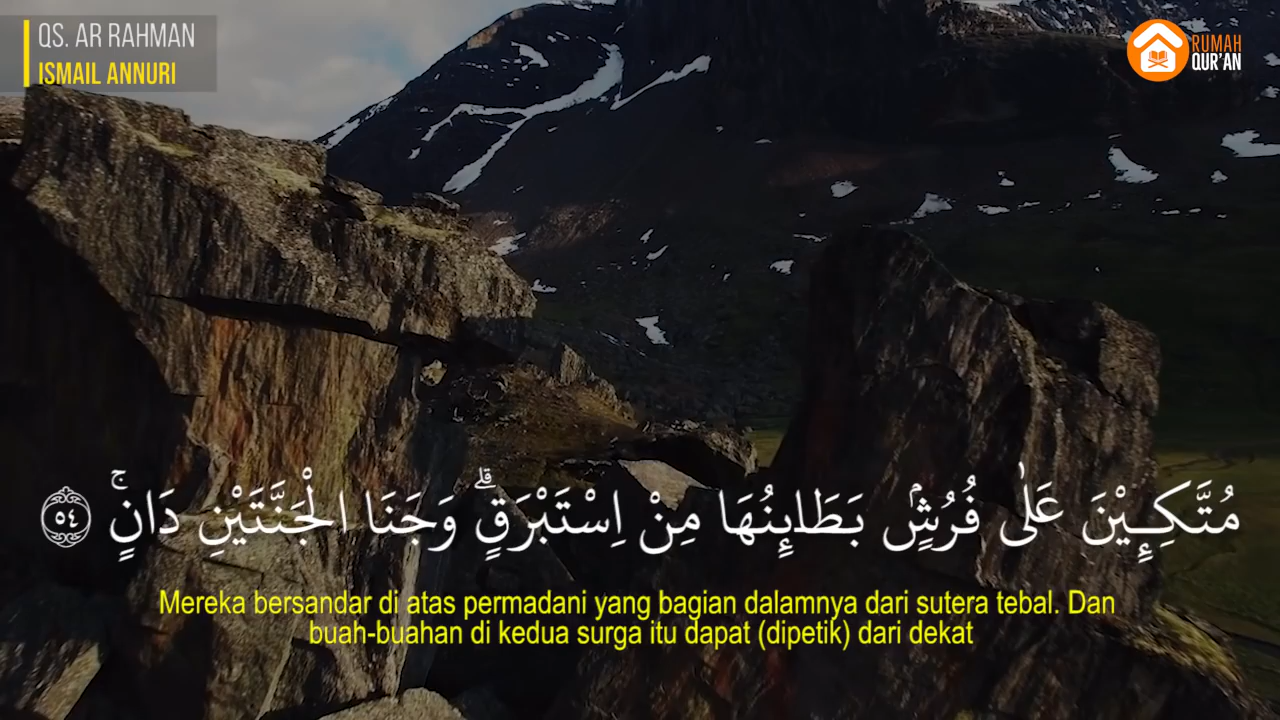 QS. AR RAHMAN
ISMAIL ANNURI
RUMAH
QUR'AN
مُتَّكِـِٕيْنَ عَلٰى فُرُشٍۢ بَطَاۤىِٕنُهَا مِنْ اِسْتَبْرَقٍۗ وَجَنَا الْجَنَّتَيْنِ دَانٍۚ ٥٤
Mereka bersandar di atas permadani yang bagian dalamnya dari sutera tebal. Dan
buah-buahan di kedua surga itu dapat (dipetik) dari dekat